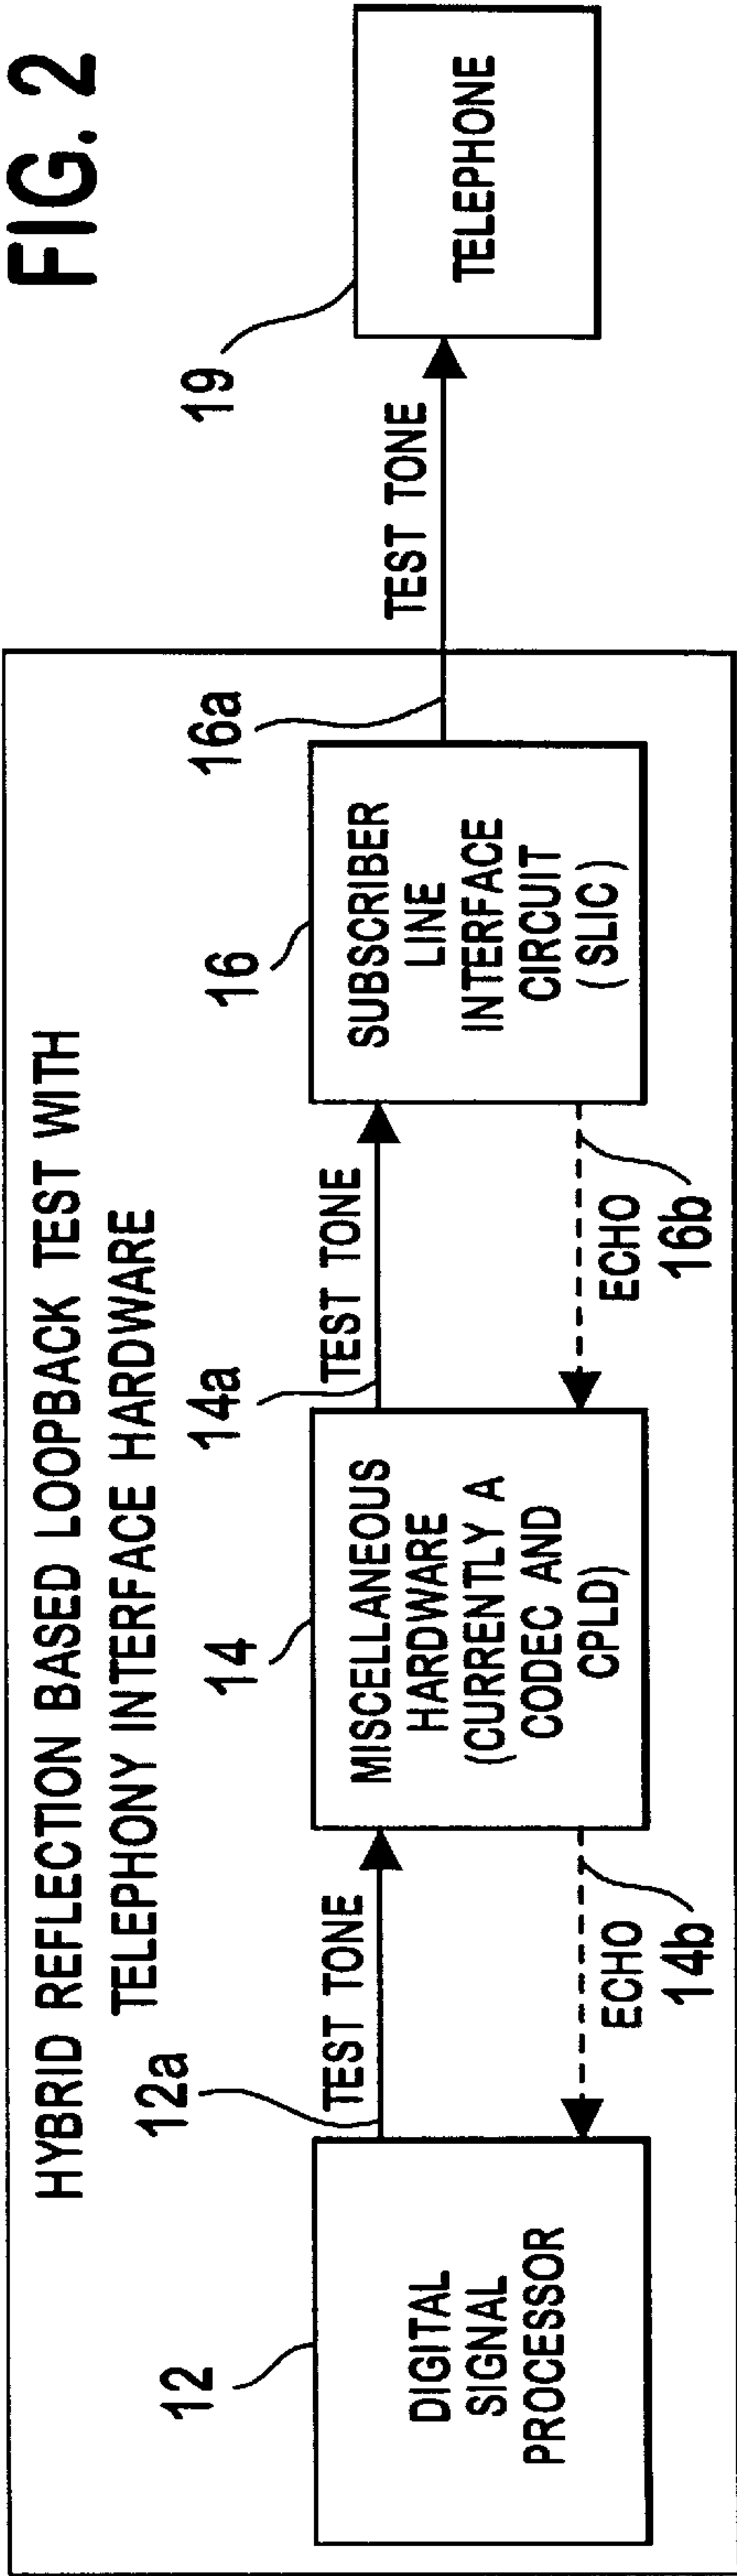 FIG. 2
HYBRID REFLECTION BASED LOOPBACK TEST WITH
TELEPHONY INTERFACE HARDWARE
12
DIGITAL
SIGNAL
PROCESSOR
12a
TEST TONE
ECHO
14b
14
MISCELLANEOUS
HARDWARE
(CURRENTLY A
CODEC AND
CPLD)
14a
TEST TONE
ECHO
16b
16
SUBSCRIBER
LINE
INTERFACE
CIRCUIT
(SLIC)
16a
TEST TONE
19
TELEPHONE